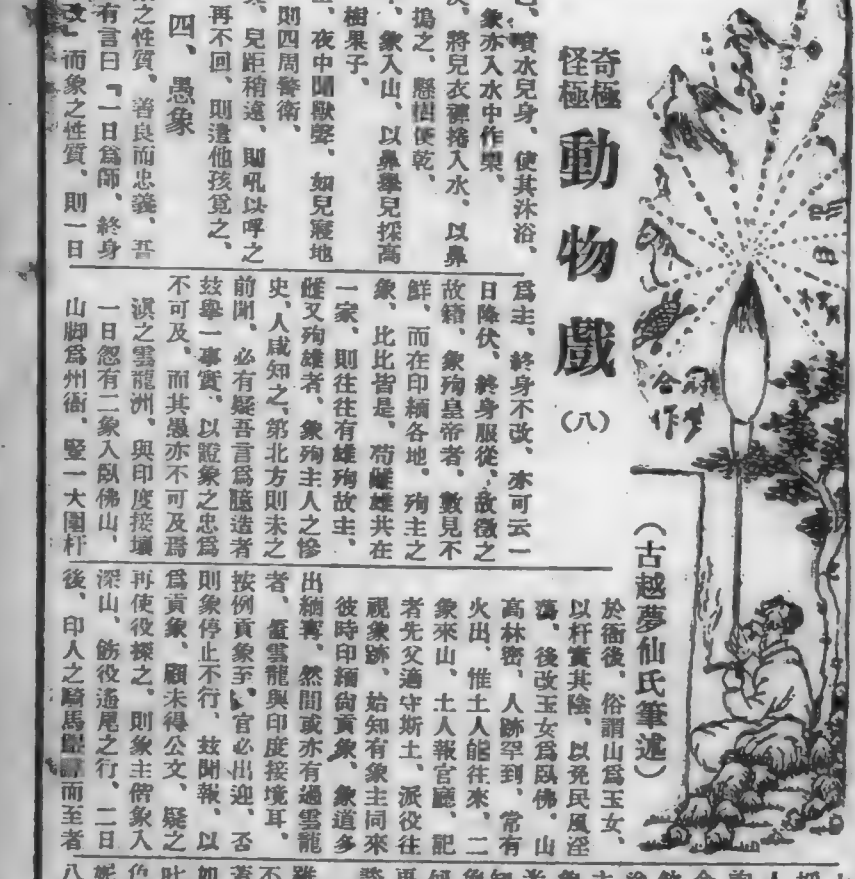 奇極怪極 動物戲 （八）
（古越夢仙氏筆述）
合作
噴水兒身、使其沐浴、
象亦入水中作樂、
將兒衣褲捲入水、以鼻
搗之、懸樹使乾、
象入山、以鼻舉兒採高
樹果子、
夜中聞獸聲、如兒寢地
則四周警衛、
兒距稍遠、則吼以呼之
再不回、則遣他孩覓之、
四、愚象
之性質、善良而忠義、吾
有言曰『一日爲師、終身
』而象之性質、則一日
爲主、終身不改、亦可云一
日降伏、終身服從、故徵之
故籍、象殉皇帝者、數見不
鮮、而在印緬各地、殉主之
象、比比皆是、苟雌雄共在
一家、則往往有雄殉故主、
雌又殉雄者、象殉主人之慘
史、人咸知之、第北方則未之
前聞、必有疑吾言爲臆造者
玆舉一事實、以證象之忠爲
不可及、而其愚亦不可及焉
滇之雲龍洲、與印度接壤
一日忽有二象入臥佛山、
山脚爲州衙、豎一大圍杆
於衙後、俗謂山爲玉女、
以杆實其陰、以免民風淫
蕩、後改玉女爲臥佛、山
高林密、人跡罕到、常有
火出、惟土人能往來、二
象來山、土人報官廳、記
者先父適守斯土、派役往
視象跡、始知有象主同來
彼時印緬尙貢象、象道多
出緬甯、然間或亦有過雲龍
者、蓋雲龍與印度接境耳、
按例貢象至、官必出迎、否
則象停止不行、玆聞報、以
爲貢象、顧未得公文、疑之
再使役探之、則象主偕象入
深山、飭役遙尾之行、二日
後、印人之騎馬而至者